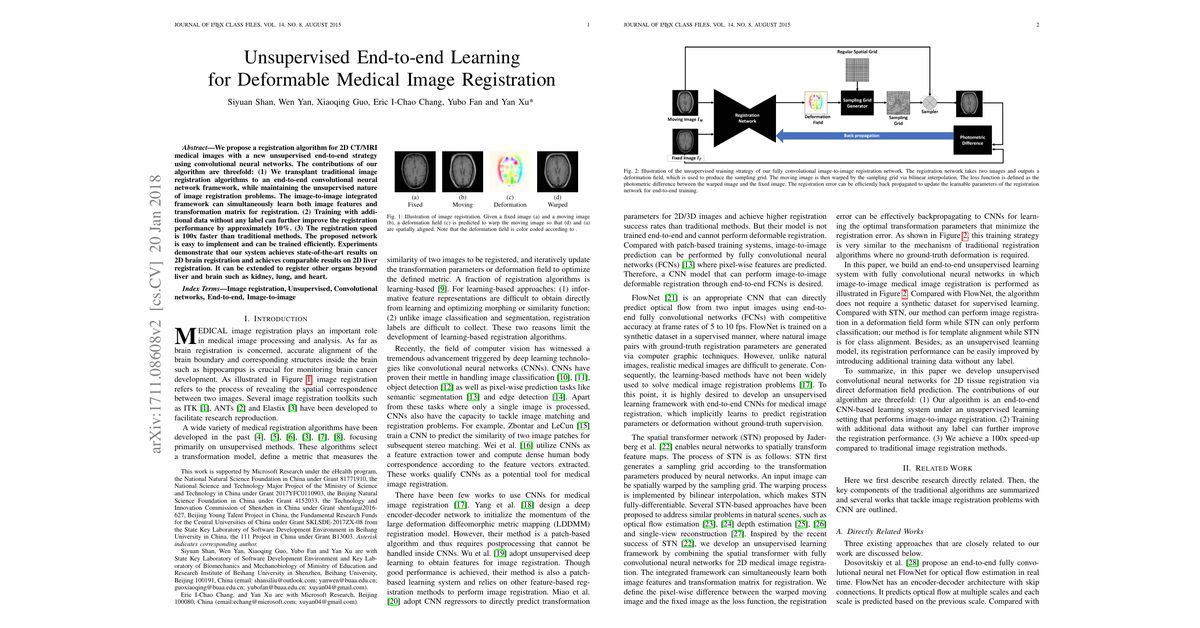 JOURNAL OF LATEX CLASS FILES, VOL. 14, NO. 8, AUGUST 2015
1
Unsupervised End-to-end Learning
for Deformable Medical Image Registration
Siyuan Shan, Wen Yan, Xiaoqing Guo, Eric I-Chao Chang, Yubo Fan and Yan Xu*
arXiv:1711.08608v2 [cs.CV] 20 Jan 2018
Abstract—We propose a registration algorithm for 2D CT/MRI
medical images with a new unsupervised end-to-end strategy
using convolutional neural networks. The contributions of our
algorithm are threefold: (1) We transplant traditional image
registration algorithms to an end-to-end convolutional neural
network framework, while maintaining the unsupervised nature
of image registration problems. The image-to-image integrated
framework can simultaneously learn both image features and
transformation matrix for registration. (2) Training with addi-
tional data without any label can further improve the registration
performance by approximately 10%. (3) The registration speed
is 100x faster than traditional methods. The proposed network
is easy to implement and can be trained efficiently. Experiments
demonstrate that our system achieves state-of-the-art results on
2D brain registration and achieves comparable results on 2D liver
registration. It can be extended to register other organs beyond
liver and brain such as kidney, lung, and heart.
Index Terms—Image registration, Unsupervised, Convolutional
networks, End-to-end, Image-to-image
I. INTRODUCTION
MEDICAL image registration plays an important role
in medical image processing and analysis. As far as
brain registration is concerned, accurate alignment of the
brain boundary and corresponding structures inside the brain
such as hippocampus is crucial for monitoring brain cancer
development. As illustrated in Figure 1, image registration
refers to the process of revealing the spatial correspondence
between two images. Several image registration toolkits such
as ITK [1], ANTs [2] and Elastix [3] have been developed to
facilitate research reproduction.
A wide variety of medical registration algorithms have been
developed in the past [4], [5], [6], [3], [7], [8], focusing
primarily on unsupervised methods. These algorithms select
a transformation model, define a metric that measures the
This work is supported by Microsoft Research under the eHealth program,
the National Natural Science Foundation in China under Grant 81771910, the
National Science and Technology Major Project of the Ministry of Science
and Technology in China under Grant 2017YFC0110903, the Beijing Natural
Science Foundation in China under Grant 4152033, the Technology and
Innovation Commission of Shenzhen in China under Grant shenfagai2016-
627, Beijing Young Talent Project in China, the Fundamental Research Funds
for the Central Universities of China under Grant SKLSDE-2017ZX-08 from
the State Key Laboratory of Software Development Environment in Beihang
University in China, the 111 Project in China under Grant B13003. Asterisk
indicates corresponding author.
Siyuan Shan, Wen Yan, Xiaoqing Guo, Yubo Fan and Yan Xu are with
State Key Laboratory of Software Development Environment and Key Lab-
oratory of Biomechanics and Mechanobiology of Ministry of Education and
Research Institute of Beihang University in Shenzhen, Beihang University,
Beijing 100191, China (email: shansiliu@outlook.com; yanwen@buaa.edu.cn;
guoxiaoqing@buaa.edu.cn; yubofan@buaa.edu.cn; xuyan04@gmail.com).
Eric I-Chao Chang, and Yan Xu are with Microsoft Research, Beijing
100080, China (email:echang@microsoft.com; xuyan04@gmail.com).
(a)
Fixed
(b)
Moving
(c)
Deformation
(d)
Warped
Fig. 1: Illustration of image registration. Given a fixed image (a) and a moving image
(b), a deformation field (c) is predicted to warp the moving image so that (d) and (a)
are spatially aligned. Note that the deformation field is color coded according to .
similarity of two images to be registered, and iteratively update
the transformation parameters or deformation field to optimize
the defined metric. A fraction of registration algorithms is
learning-based [9]. For learning-based approaches: (1) infor-
mative feature representations are difficult to obtain directly
from learning and optimizing morphing or similarity function;
(2) unlike image classification and segmentation, registration
labels are difficult to collect. These two reasons limit the
development of learning-based registration algorithms.
Recently, the field of computer vision has witnessed a
tremendous advancement triggered by deep learning technolo-
gies like convolutional neural networks (CNNs). CNNs have
proven their mettle in handling image classification [10], [11],
object detection [12] as well as pixel-wise prediction tasks like
semantic segmentation [13] and edge detection [14]. Apart
from these tasks where only a single image is processed,
CNNs also have the capacity to tackle image matching and
registration problems. For example, Zbontar and LeCun [15]
train a CNN to predict the similarity of two image patches for
subsequent stereo matching. Wei et al. [16] utilize CNNs as
a feature extraction tower and compute dense human body
correspondence according to the feature vectors extracted.
These works qualify CNNs as a potential tool for medical
image registration.
There have been few works to use CNNs for medical
image registration [17]. Yang et al. [18] design a deep
encoder-decoder network to initialize the momentum of the
large deformation diffeomorphic metric mapping (LDDMM)
registration. However, their method is a patch-based
algorithm and thus requires postprocessing that cannot be
handled inside CNNs. Wu et al. [19] adopt unsupervised deep
learning to obtain features for image registration. Though
good performance is achieved, their method is also a patch-
based learning system and relies on other feature-based reg-
istration methods to perform image registration. Miao et al.
[20] adopt CNN regressors to directly predict transformation
JOURNAL OF LATEX CLASS FILES, VOL. 14, NO. 8, AUGUST 2015
2
Regular Spatial Grid
Moving Image I_M
Fixed Image I_F
Registration
Network
Deformation
Field
Sampling Grid
Generator
Sampling
Grid
Sampler
Back propagation
Photometric
Difference
Fig. 2: Illustration of the unsupervised training strategy of our fully convolutional image-to-image registration network. The registration network takes two images and outputs a
deformation field, which is used to produce the sampling grid. The moving image is then warped by the sampling grid via bilinear interpolation. The loss function is defined as the
photometric difference between the warped image and the fixed image. The registration error can be efficiently back propagated to update the learnable parameters of the registration
network for end-to-end training.
parameters for 2D/3D images and achieve higher registration
success rates than traditional methods. But their model is not
trained end-to-end and cannot perform deformable registration.
Compared with patch-based training systems, image-to-image
prediction can be performed by fully convolutional neural
networks (FCNs) [13] where pixel-wise features are predicted.
Therefore, a CNN model that can perform image-to-image
deformable registration through end-to-end FCNs is desired.
FlowNet [21] is an appropriate CNN that can directly
predict optical flow from two input images using end-to-
end fully convolutional networks (FCNs) with competitive
accuracy at frame rates of 5 to 10 fps. FlowNet is trained on a
synthetic dataset in a supervised manner, where natural image
pairs with ground-truth registration parameters are generated
via computer graphic techniques. However, unlike natural
images, realistic medical images are difficult to generate. Con-
sequently, the learning-based methods have not been widely
used to solve medical image registration problems [17]. To
this point, it is highly desired to develop an unsupervised
learning framework with end-to-end CNNs for medical image
registration, which implicitly learns to predict registration
parameters or deformation without ground-truth supervision.
The spatial transformer network (STN) proposed by Jader-
berg et al. [22] enables neural networks to spatially transform
feature maps. The process of STN is as follows: STN first
generates a sampling grid according to the transformation
parameters produced by neural networks. An input image can
be spatially warped by the sampling grid. The warping process
is implemented by bilinear interpolation, which makes STN
fully-differentiable. Several STN-based approaches have been
proposed to address similar problems in natural scenes, such as
optical flow estimation [23], [24] depth estimation [25], [26]
and single-view reconstruction [27]. Inspired by the recent
success of STN [22], we develop an unsupervised learning
framework by combining the spatial transformer with fully
convolutional neural networks for 2D medical image registra-
tion. The integrated framework can simultaneously learn both
image features and transformation matrix for registration. We
define the pixel-wise difference between the warped moving
image and the fixed image as the loss function, the registration
error can be effectively backpropagating to CNNs for learn-
ing the optimal transformation parameters that minimize the
registration error. As shown in Figure 2, this training strategy
is very similar to the mechanism of traditional registration
algorithms where no ground-truth deformation is required.
In this paper, we build an end-to-end unsupervised learning
system with fully convolutional neural networks in which
image-to-image medical image registration is performed as
illustrated in Figure 2. Compared with FlowNet, the algorithm
does not require a synthetic dataset for supervised learning.
Compared with STN, our method can perform image registra-
tion in a deformation field form while STN can only perform
classification; our method is for template alignment while STN
is for class alignment. Besides, as an unsupervised learning
model, its registration performance can be easily improved by
introducing additional training data without any label.
To summarize, in this paper we develop unsupervised
convolutional neural networks for 2D tissue registration via
direct deformation field prediction. The contributions of our
algorithm are threefold: (1) Our algorithm is an end-to-end
CNN-based learning system under an unsupervised learning
setting that performs image-to-image registration. (2) Training
with additional data without any label can further improve
the registration performance. (3) We achieve a 100x speed-up
compared to traditional image registration methods.
II. RELATED WORK
Here we first describe research related directly. Then, the
key components of the traditional algorithms are summarized
and several works that tackle image registration problems with
CNN are outlined.
A. Directly Related Works
Three existing approaches that are closely related to our
work are discussed below.
Dosovitskiy et al. [28] propose an end-to-end fully convo-
lutional neural net FlowNet for optical flow estimation in real
time. FlowNet has an encoder-decoder architecture with skip
connections. It predicts optical flow at multiple scales and each
scale is predicted based on the previous scale. Compared with